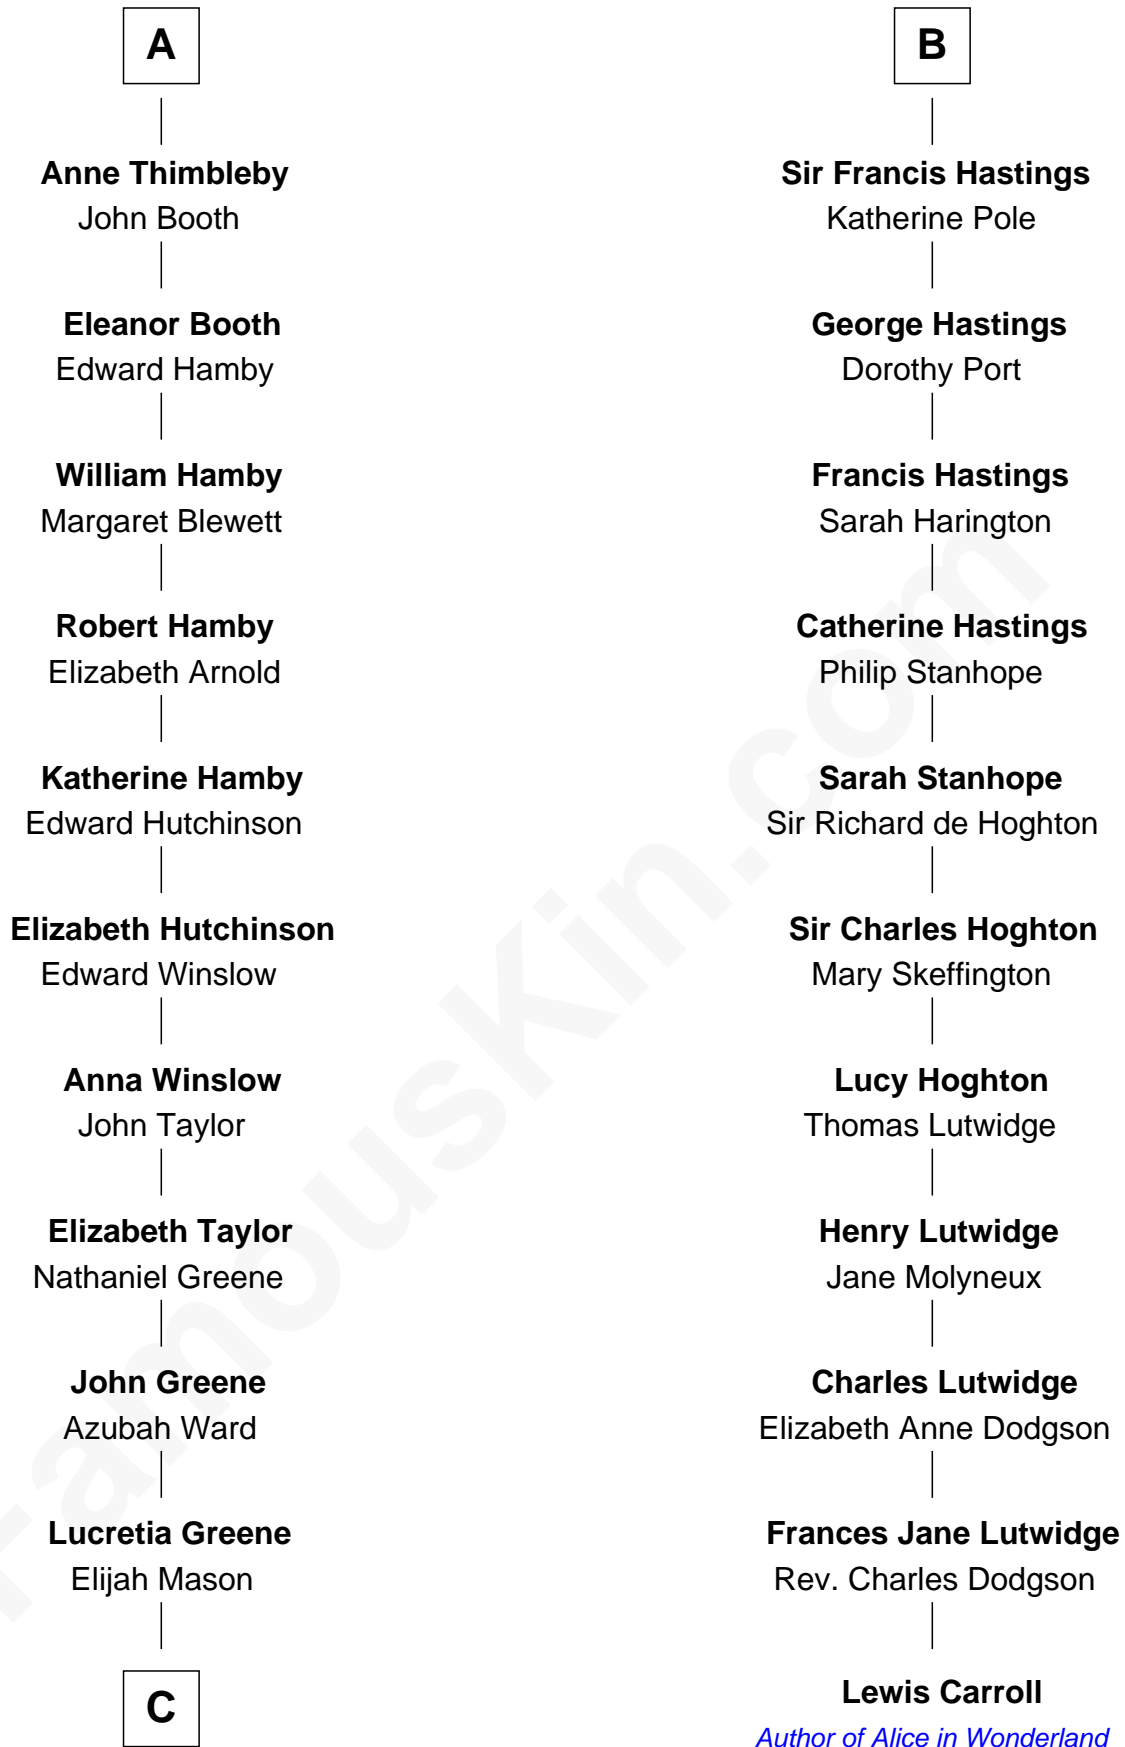 A
Anne Thimbleby
John Booth
Eleanor Booth
Edward Hamby
William Hamby
Margaret Blewett
Robert Hamby
Elizabeth Arnold
Katherine Hamby
Edward Hutchinson
Elizabeth Hutchinson
Edward Winslow
Anna Winslow
John Taylor
Elizabeth Taylor
Nathaniel Greene
John Greene
Azubah Ward
Lucretia Greene
Elijah Mason
C
B
Sir Francis Hastings
Katherine Pole
George Hastings
Dorothy Port
Francis Hastings
Sarah Harington
Catherine Hastings
Philip Stanhope
Sarah Stanhope
Sir Richard de Hoghton
Sir Charles Hoghton
Mary Skeffington
Lucy Hoghton
Thomas Lutwidge
Henry Lutwidge
Jane Molyneux
Charles Lutwidge
Elizabeth Anne Dodgson
Frances Jane Lutwidge
Rev. Charles Dodgson
Lewis Carroll
Author of Alice in Wonderland
FamousKin.com